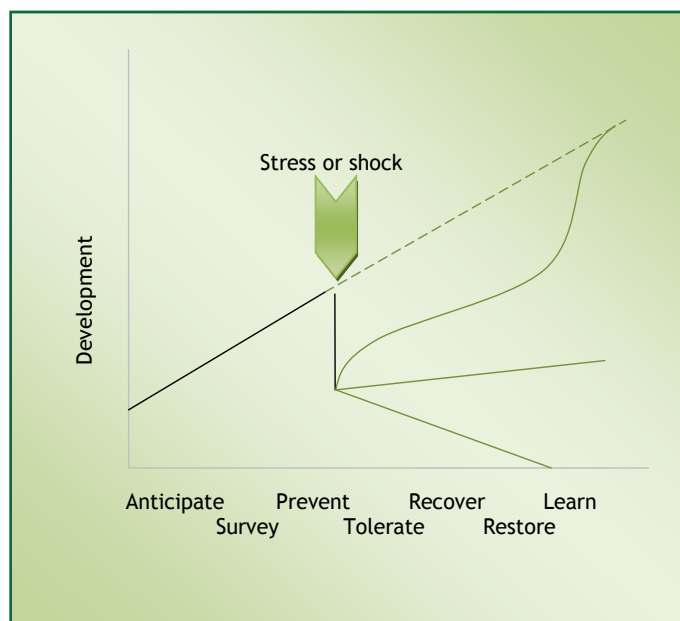 Stress or shock
Development
Anticipate Prevent Recover Learn
Survey Tolerate Restore